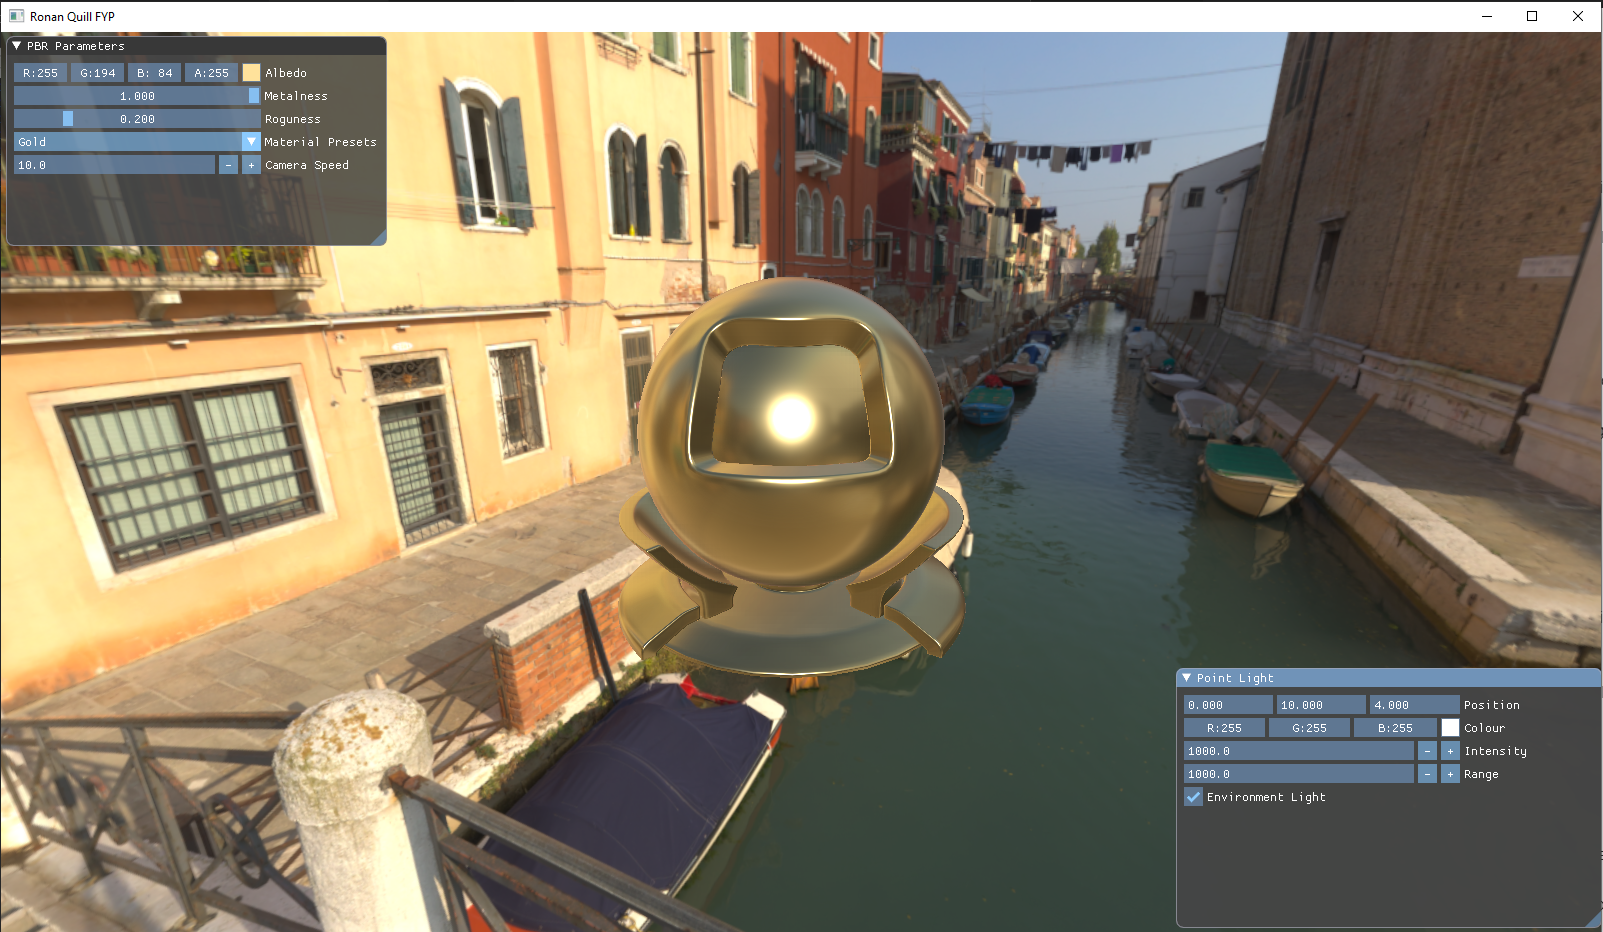 Ronan Quill FYP
PBR Parameters
R:255 G:194 B: 84 A:255 Albedo
1.000 Metalness
0.200 Roguness
Gold Material Presets
10.0 - + Camera Speed
Point Light
0.000 10.000 4.000 Position
R:255 G:255 B:255 Colour
1000.0 - + Intensity
1000.0 - + Range
Environment Light